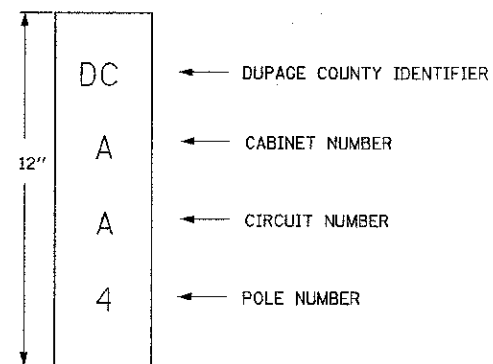 DC DUPAGE COUNTY IDENTIFIER
A CABINET NUMBER
12"
A CIRCUIT NUMBER
4 POLE NUMBER